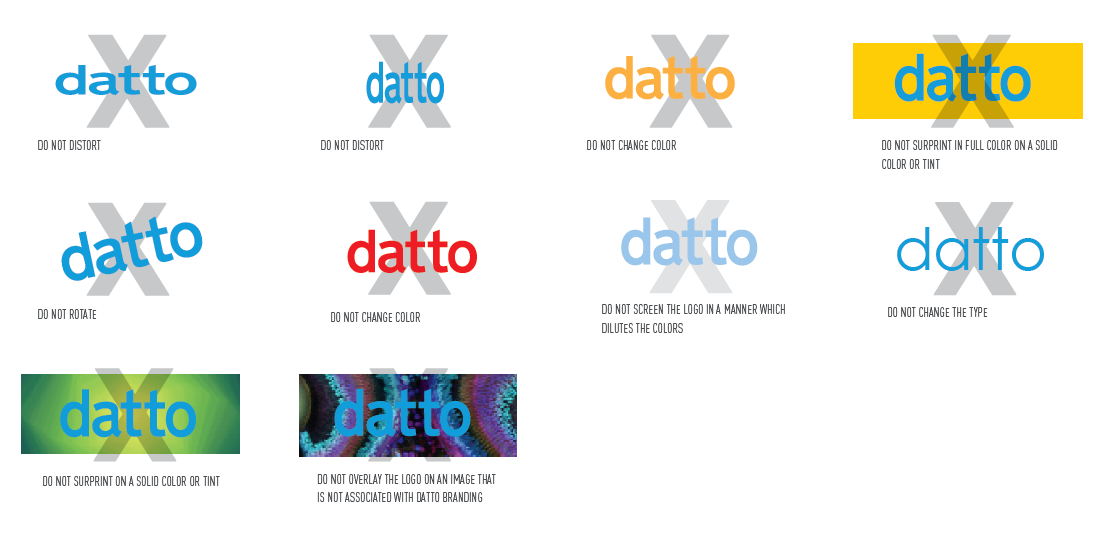 datto
DO NOT DISTORT
datto
DO NOT DISTORT
datto
DO NOT CHANGE COLOR
datto
DO NOT SURPRINT IN FULL COLOR ON A SOLID
COLOR OR TINT
datto
DO NOT ROTATE
datto
DO NOT CHANGE COLOR
datto
DO NOT SCREEN THE LOGO IN A MANNER WHICH
DILUTES THE COLORS
datto
DO NOT CHANGE THE TYPE
datto
DO NOT SURPRINT ON A SOLID COLOR OR TINT
datto
DO NOT OVERLAY THE LOGO ON AN IMAGE THAT
IS NOT ASSOCIATED WITH DATTO BRANDING